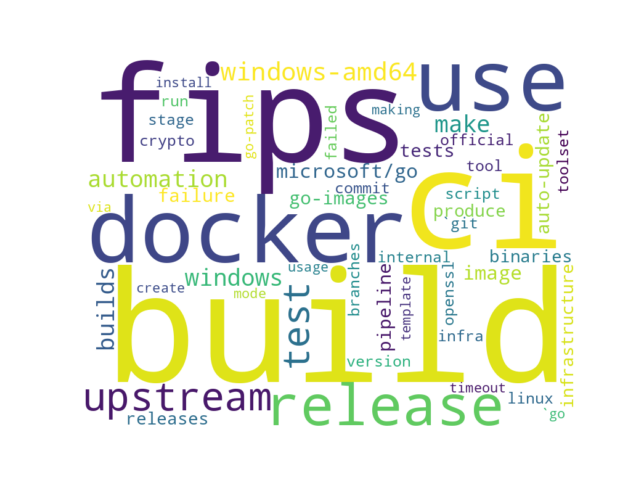 fips
use
windows-amd64
install
run
stage
crypto
go-patch
failed
making
make
official
tests
tool
auto-update
toolset
automation
microsoft/go
commit
failure
go-images
script
produce
via
docker
ci
`git
builds
create
windows
mode
usage
test
branches
internal
binaries
pipeline
template
openssl
image
infra
infrastructure
build
version
upstream
releases
release
timeout
linux
`go